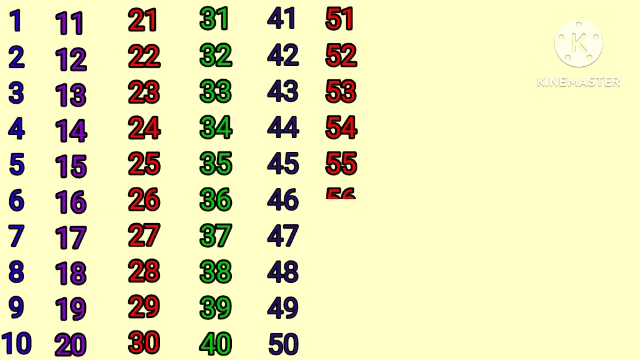 1 11 21 31 41 51
2 12 22 32 42 52
3 13 23 33 43 53
4 14 24 34 44 54
5 15 25 35 45 55
6 16 26 36 46 56
7 17 27 37 47
8 18 28 38 48
9 19 29 39 49
10 20 30 40 50
K
KINEMASTER